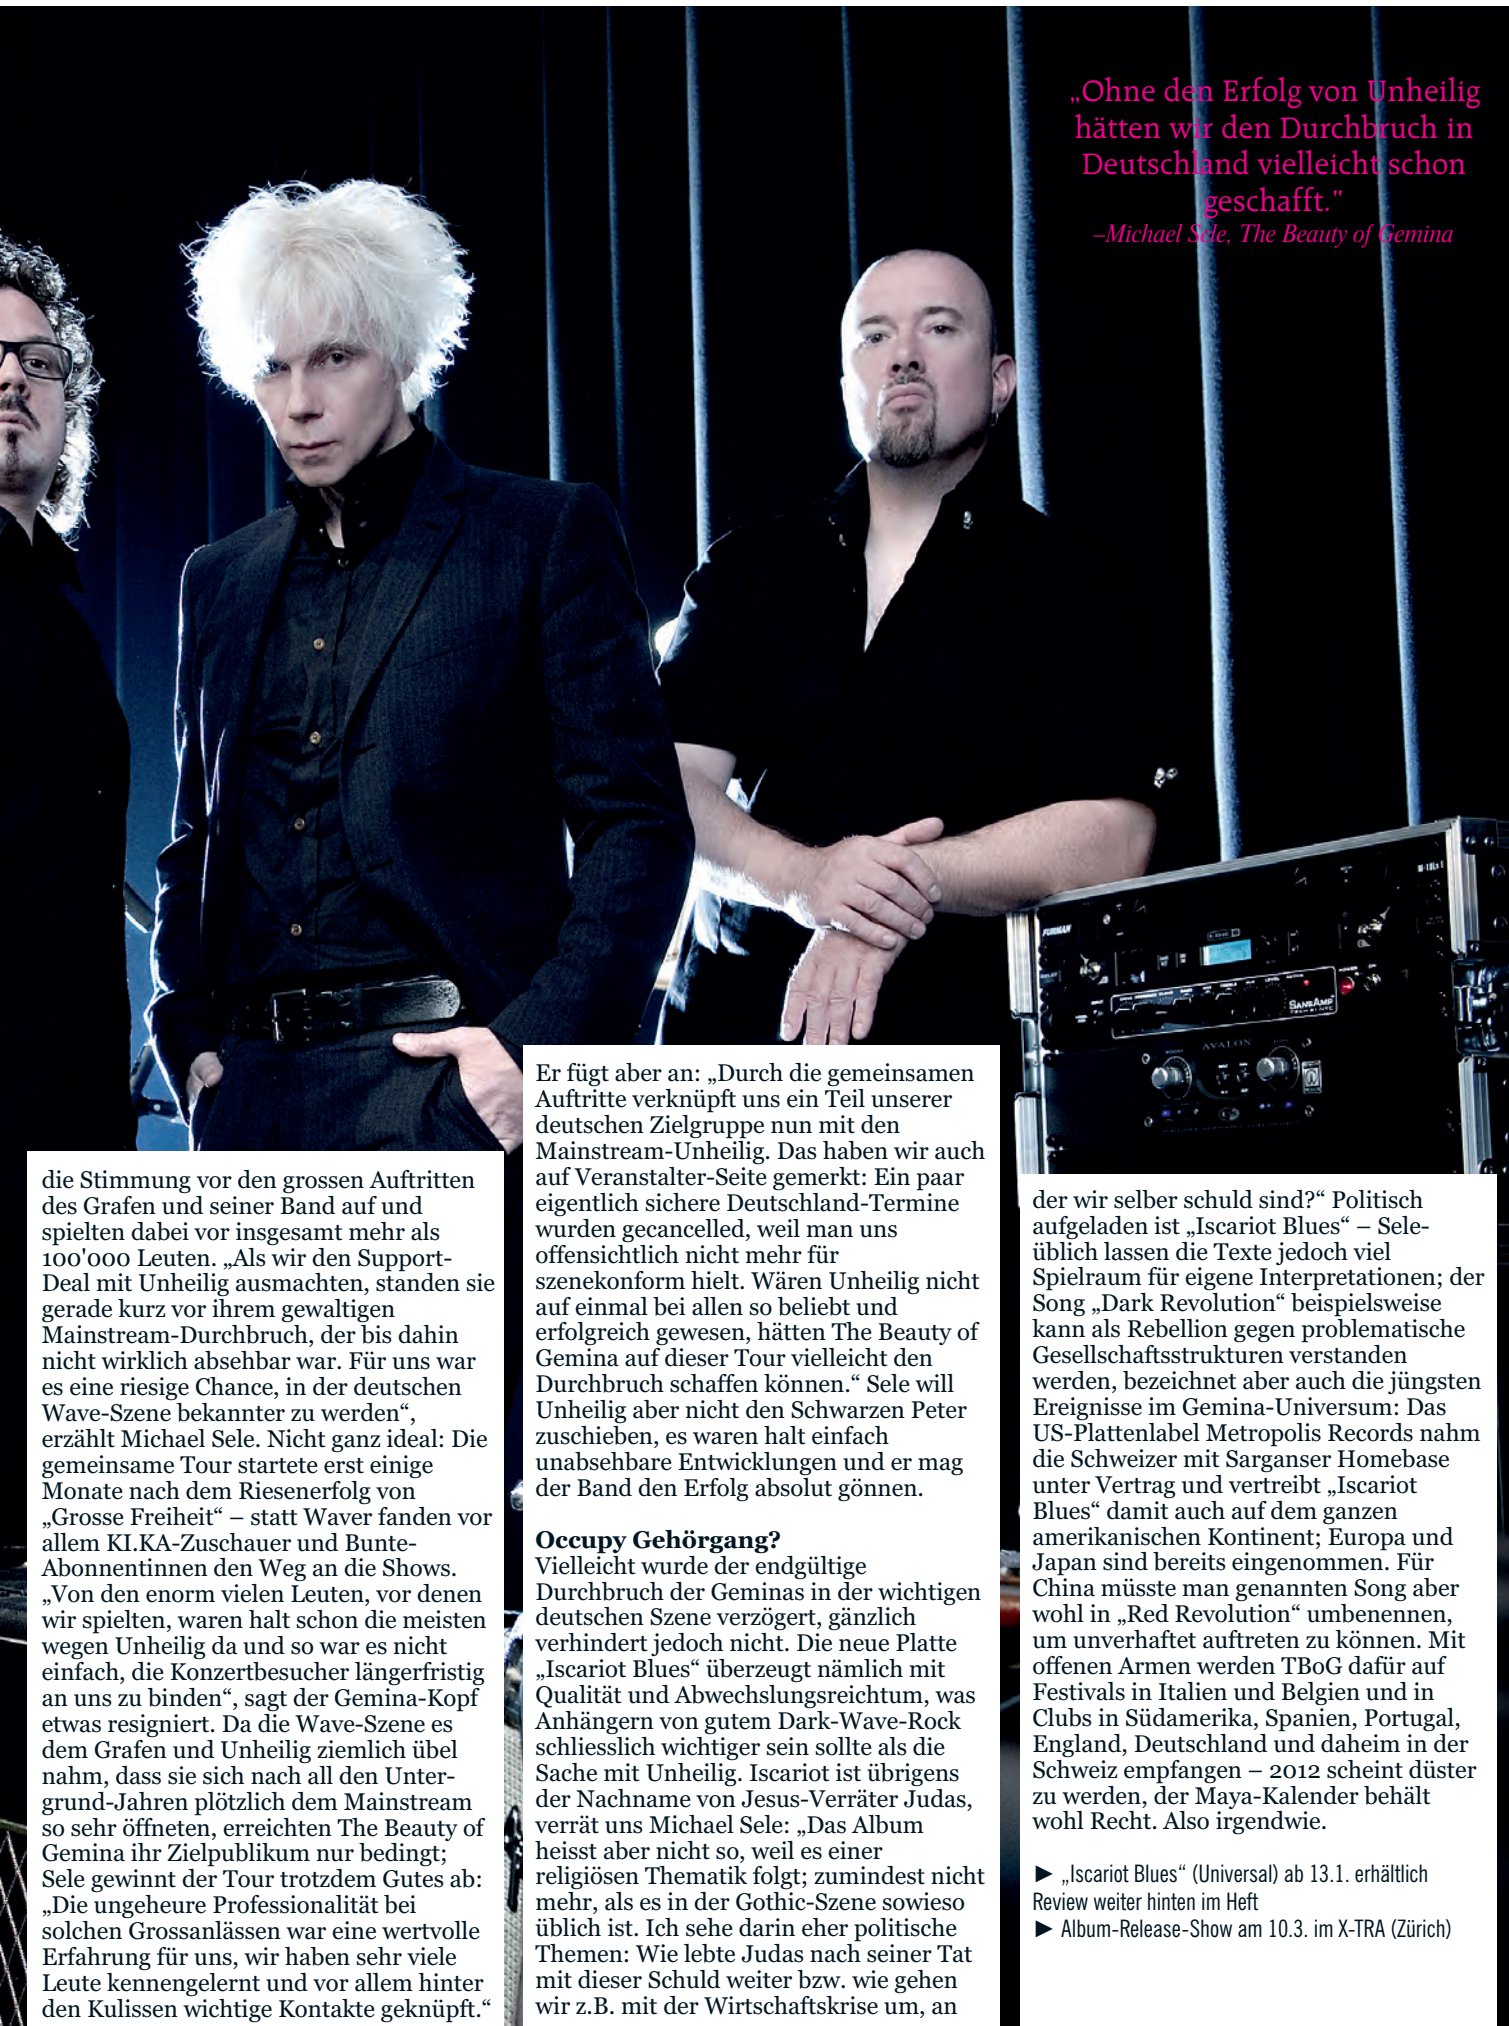 „Ohne den Erfolg von Unheilig
hätten wir den Durchbruch in
Deutschland vielleicht schon
geschafft."
–Michael Sele, The Beauty of Gemina
FURMAN
SANSAMP
TECH 21 NYC
AVALON
die Stimmung vor den grossen Auftritten
des Grafen und seiner Band auf und
spielten dabei vor insgesamt mehr als
100'000 Leuten. „Als wir den Support-
Deal mit Unheilig ausmachten, standen sie
gerade kurz vor ihrem gewaltigen
Mainstream-Durchbruch, der bis dahin
nicht wirklich absehbar war. Für uns war
es eine riesige Chance, in der deutschen
Wave-Szene bekannter zu werden“,
erzählt Michael Sele. Nicht ganz ideal: Die
gemeinsame Tour startete erst einige
Monate nach dem Riesenerfolg von
„Grosse Freiheit“ – statt Waver fanden vor
allem KI.KA-Zuschauer und Bunte-
Abonnentinnen den Weg an die Shows.
„Von den enorm vielen Leuten, vor denen
wir spielten, waren halt schon die meisten
wegen Unheilig da und so war es nicht
einfach, die Konzertbesucher längerfristig
an uns zu binden“, sagt der Gemina-Kopf
etwas resigniert. Da die Wave-Szene es
dem Grafen und Unheilig ziemlich übel
nahm, dass sie sich nach all den Unter-
grund-Jahren plötzlich dem Mainstream
so sehr öffneten, erreichten The Beauty of
Gemina ihr Zielpublikum nur bedingt;
Sele gewinnt der Tour trotzdem Gutes ab:
„Die ungeheure Professionalität bei
solchen Grossanlässen war eine wertvolle
Erfahrung für uns, wir haben sehr viele
Leute kennengelernt und vor allem hinter
den Kulissen wichtige Kontakte geknüpft.“
Er fügt aber an: „Durch die gemeinsamen
Auftritte verknüpft uns ein Teil unserer
deutschen Zielgruppe nun mit den
Mainstream-Unheilig. Das haben wir auch
auf Veranstalter-Seite gemerkt: Ein paar
eigentlich sichere Deutschland-Termine
wurden gecancelled, weil man uns
offensichtlich nicht mehr für
szenekonform hielt. Wären Unheilig nicht
auf einmal bei allen so beliebt und
erfolgreich gewesen, hätten The Beauty of
Gemina auf dieser Tour vielleicht den
Durchbruch schaffen können.“ Sele will
Unheilig aber nicht den Schwarzen Peter
zuschieben, es waren halt einfach
unabsehbare Entwicklungen und er mag
der Band den Erfolg absolut gönnen.
Occupy Gehörgang?
Vielleicht wurde der endgültige
Durchbruch der Geminas in der wichtigen
deutschen Szene verzögert, gänzlich
verhindert jedoch nicht. Die neue Platte
„Iscariot Blues“ überzeugt nämlich mit
Qualität und Abwechslungsreichtum, was
Anhängern von gutem Dark-Wave-Rock
schliesslich wichtiger sein sollte als die
Sache mit Unheilig. Iscariot ist übrigens
der Nachname von Jesus-Verräter Judas,
verrät uns Michael Sele: „Das Album
heisst aber nicht so, weil es einer
religiösen Thematik folgt; zumindest nicht
mehr, als es in der Gothic-Szene sowieso
üblich ist. Ich sehe darin eher politische
Themen: Wie lebte Judas nach seiner Tat
mit dieser Schuld weiter bzw. wie gehen
wir z.B. mit der Wirtschaftskrise um, an
der wir selber schuld sind?“ Politisch
aufgeladen ist „Iscariot Blues“ – Sele-
üblich lassen die Texte jedoch viel
Spielraum für eigene Interpretationen; der
Song „Dark Revolution“ beispielsweise
kann als Rebellion gegen problematische
Gesellschaftsstrukturen verstanden
werden, bezeichnet aber auch die jüngsten
Ereignisse im Gemina-Universum: Das
US-Plattenlabel Metropolis Records nahm
die Schweizer mit Sarganser Homebase
unter Vertrag und vertreibt „Iscariot
Blues“ damit auch auf dem ganzen
amerikanischen Kontinent; Europa und
Japan sind bereits eingenommen. Für
China müsste man genannten Song aber
wohl in „Red Revolution“ umbenennen,
um unverhaftet auftreten zu können. Mit
offenen Armen werden TBoG dafür auf
Festivals in Italien und Belgien und in
Clubs in Südamerika, Spanien, Portugal,
England, Deutschland und daheim in der
Schweiz empfangen – 2012 scheint düster
zu werden, der Maya-Kalender behält
wohl Recht. Also irgendwie.
► „Iscariot Blues“ (Universal) ab 13.1. erhältlich
Review weiter hinten im Heft
► Album-Release-Show am 10.3. im X-TRA (Zürich)